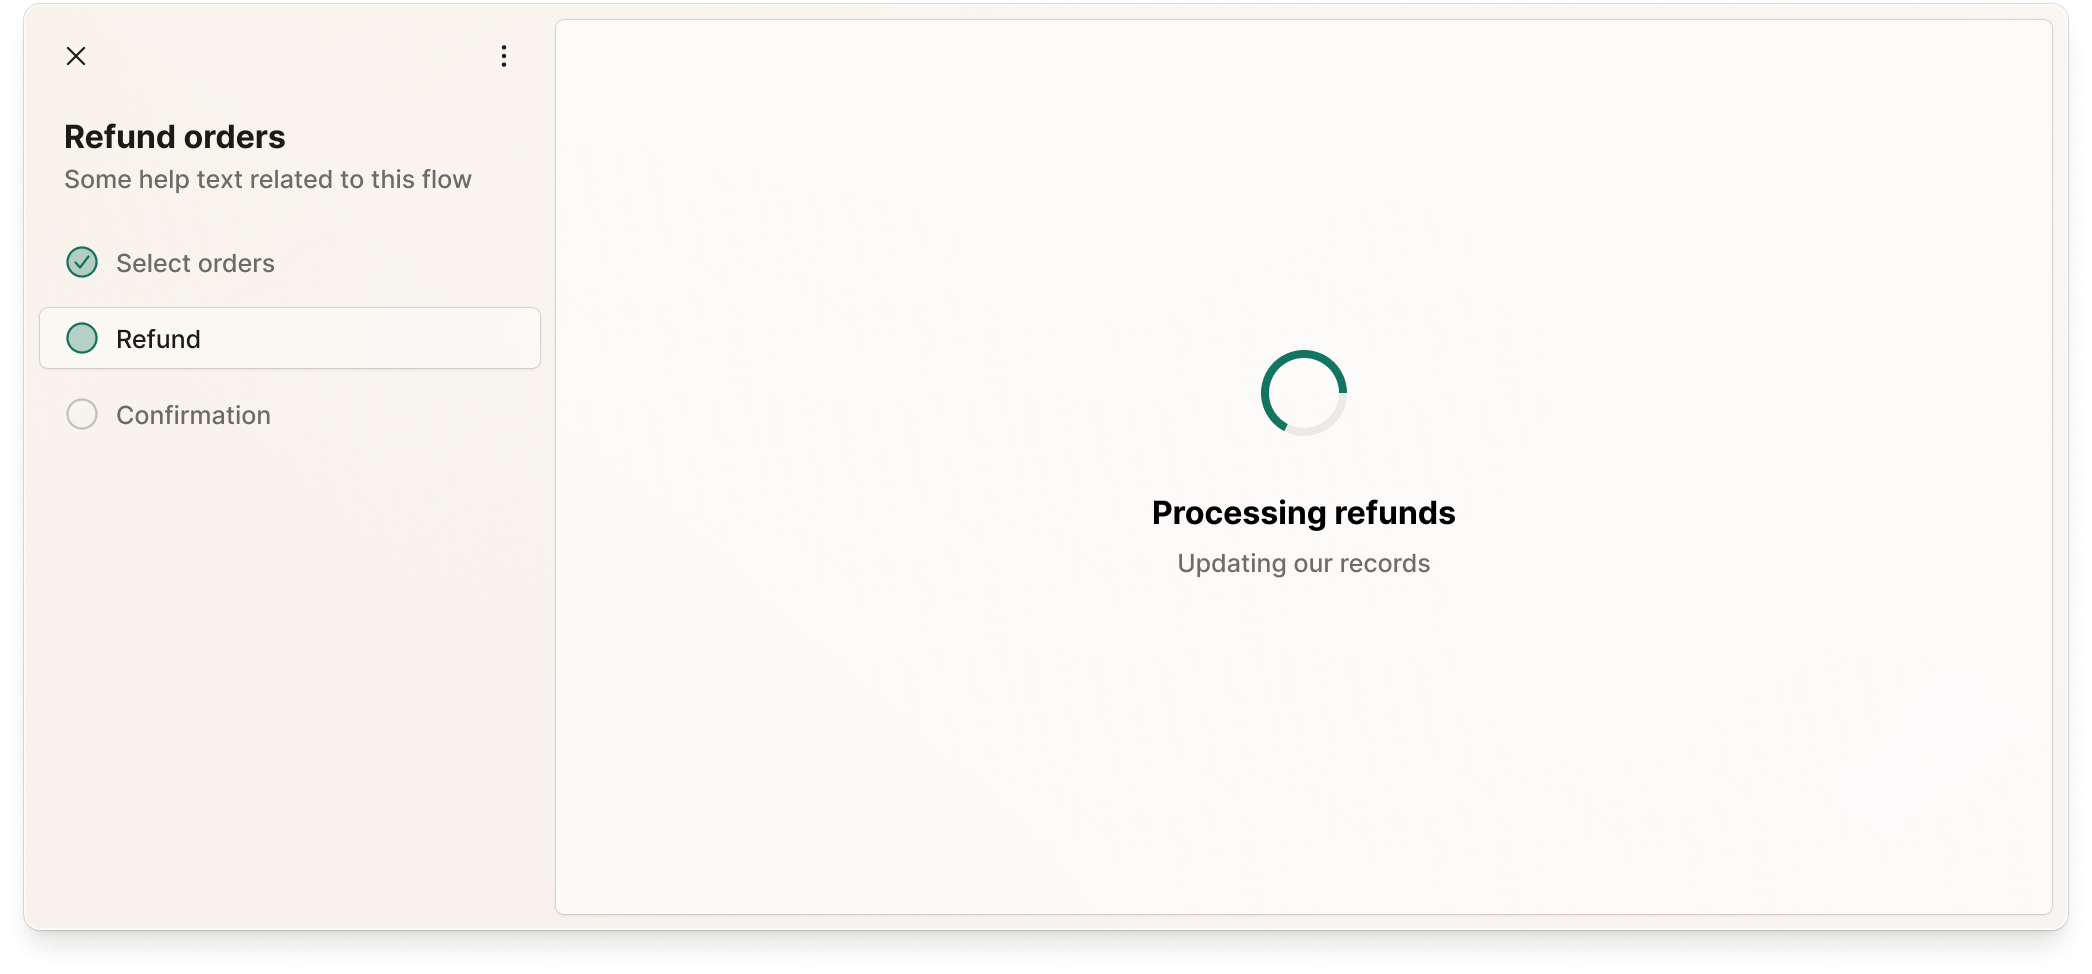 Refund orders
Some help text related to this flow
Select orders
Refund
Confirmation
Processing refunds
Updating our records